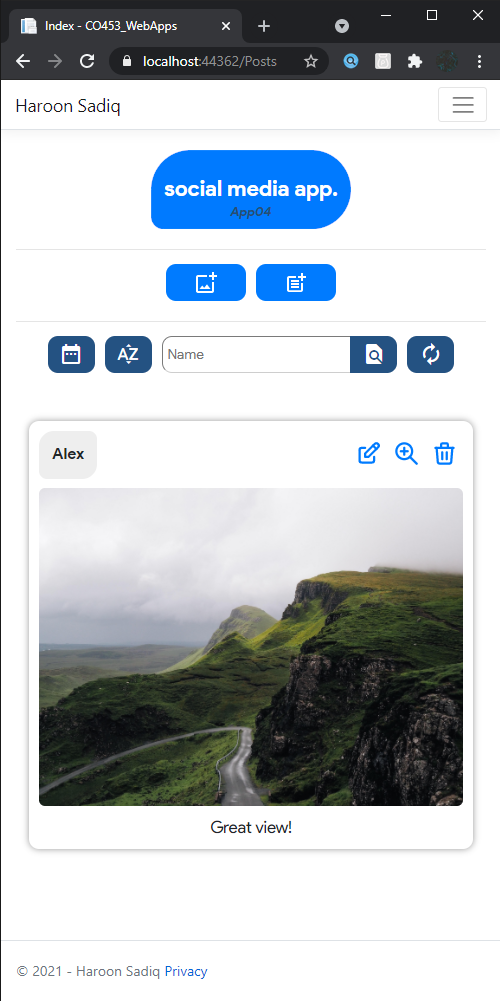 Index - CO453_WebApps
localhost:44362/Posts
Haroon Sadiq
social media app.
App04
AZ
Name
Alex
Great view!
© 2021 - Haroon Sadiq Privacy